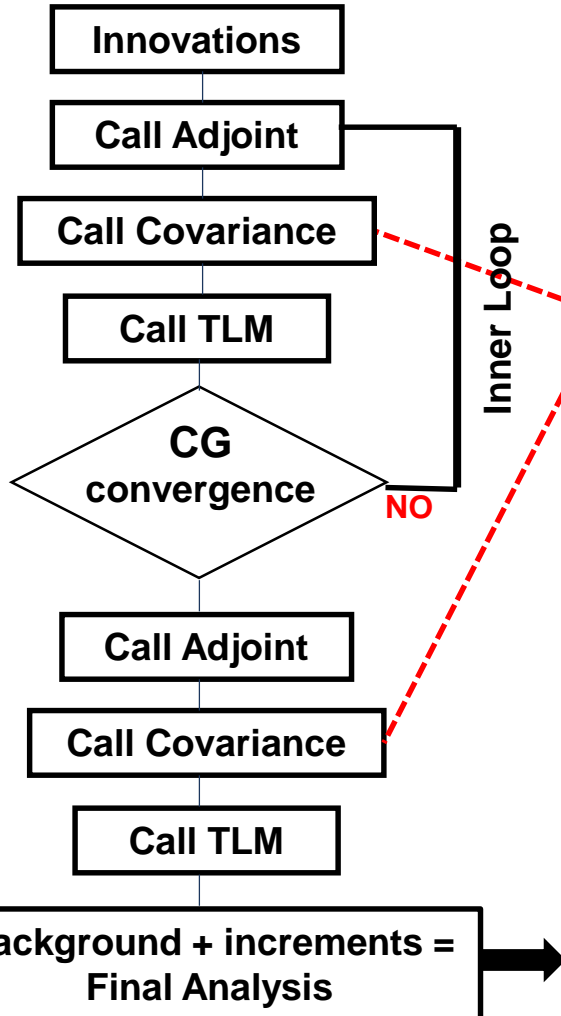 Innovations
Call Adjoint
Call Covariance
Inner Loop
Call TLM
CG
convergence
NO
Call Adjoint
Call Covariance
Call TLM
ackground + increments =
Final Analysis